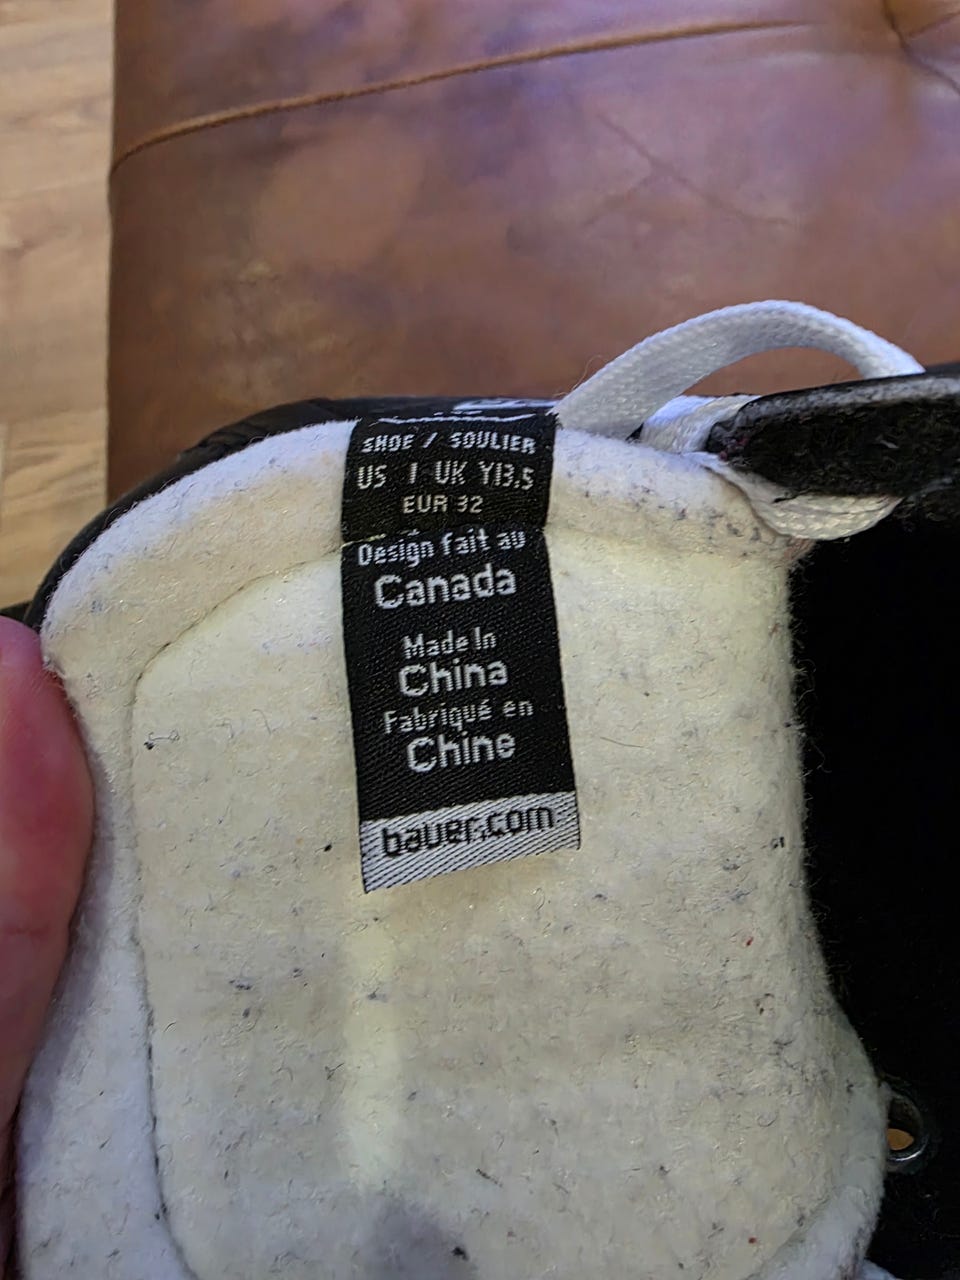 SHOE / SOULIER
US 1 UK Y13.5
EUR 32
Design fait au
Canada
Made In
China
Fabriqué en
Chine
bauer.com